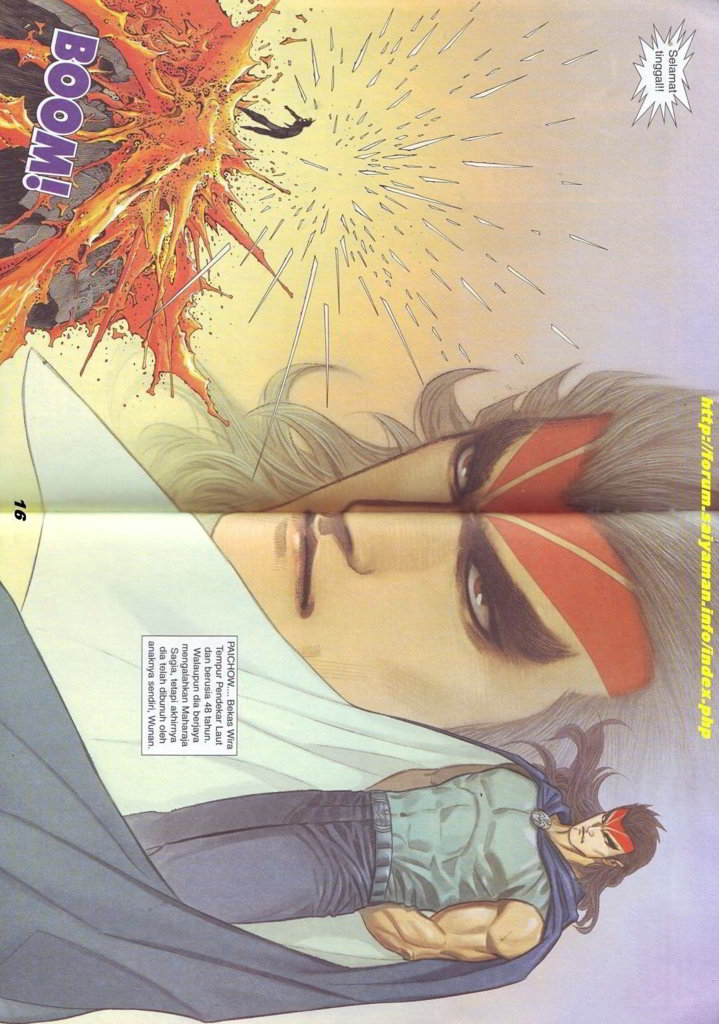 http://forum.saiyaman.info/index.php
Selamat
tinggal!!
BOOM!
PAICHOW.... Bekas Wira
Tempur Pendekar Laut
dan berusia 48 tahun.
Walaupun dia berjaya
mengalahkan Maharaja
Sagia, tetapi akhirnya
dia telah dibunuh oleh
anaknya sendiri, Wunan.
16